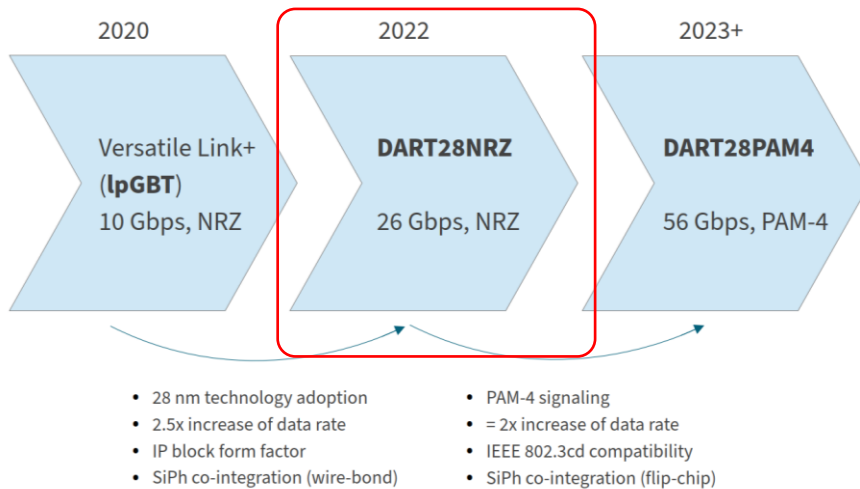 2020
2022
2023+
Versatile Link+
(lpGBT)
10 Gbps, NRZ
DART28NRZ
26 Gbps, NRZ
DART28PAM4
56 Gbps, PAM-4
• 28 nm technology adoption
• 2.5x increase of data rate
• IP block form factor
• SiPh co-integration (wire-bond)
• PAM-4 signaling
• = 2x increase of data rate
• IEEE 802.3cd compatibility
• SiPh co-integration (flip-chip)